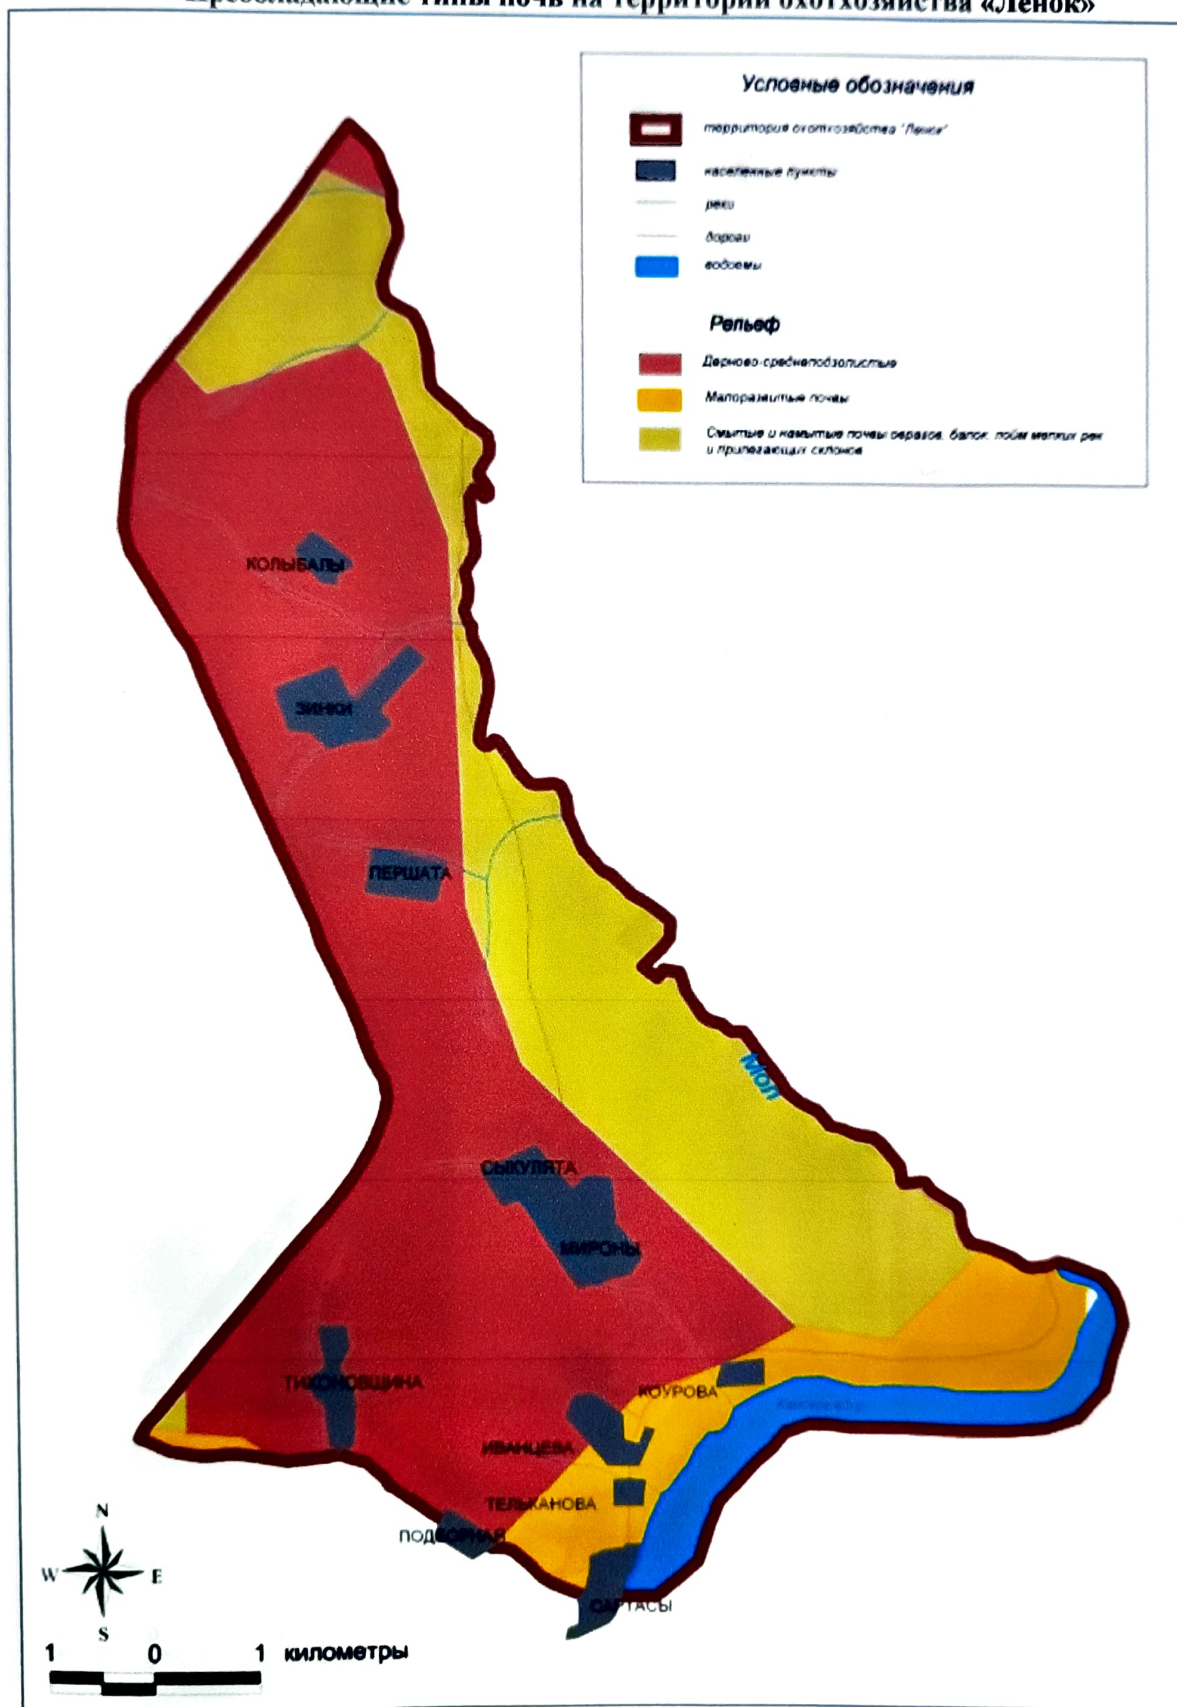 Преобладающие типы почв на территории охотхозяйства «Ленок»
Условные обозначения
территория охотхозяйства "Ленок"
населенные пункты
реки
дороги
водоемы
Рельеф
Дерново-среднеподзолистые
Малоразвитые почвы
Смытые и намытые почвы оврагов, балок, пойм мелких рек
и прилегающих склонов
КОЛЫБАЛЫ
ЗИНКИ
ПЕРШАТА
Мол
СЫКУЛЯТА
МИРОНЫ
ТИХОНОВЩИНА
КОУРОВА
ИВАНЦЕВА
ТЕЛЬКАНОВА
ПОДБОРНАЯ
САРТАСЫ
N
W E
S
1 0 1 километры